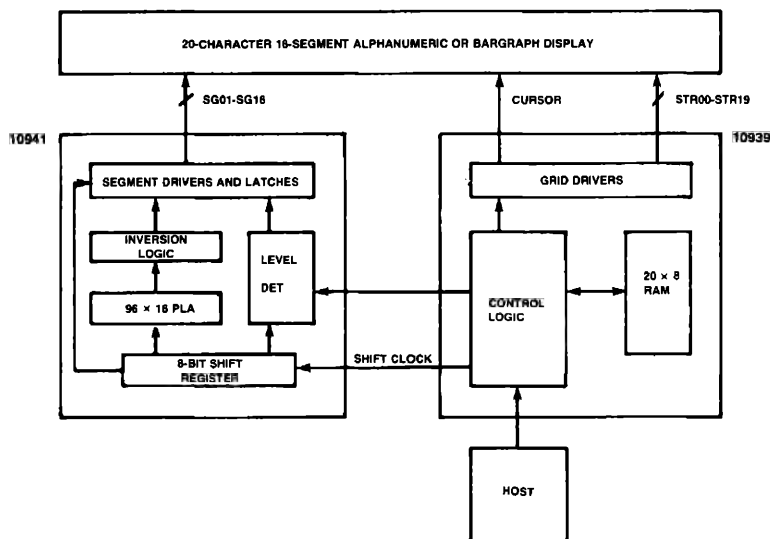 20-CHARACTER 16-SEGMENT ALPHANUMERIC OR BARGRAPH DISPLAY
SG01-SG16
CURSOR
STR00-STR19
10941
10939
SEGMENT DRIVERS AND LATCHES
GRID DRIVERS
INVERSION
LOGIC
LEVEL
DET
20 × 8
RAM
CONTROL
LOGIC
96 × 16 PLA
SHIFT CLOCK
8-BIT SHIFT
REGISTER
HOST